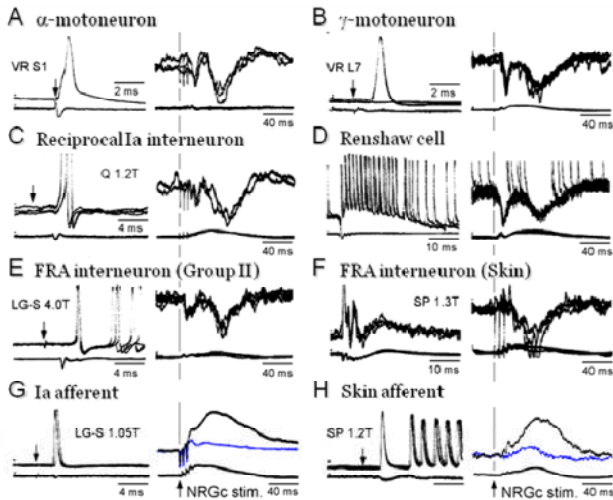 A α-motoneuron
VR S1
2 ms
40 ms
B γ-motoneuron
VR L7
2 ms
40 ms
C Reciprocal Ia interneuron
Q 1.2T
4 ms
40 ms
D Renshaw cell
10 ms
40 ms
E FRA interneuron (Group II)
LG-S 4.0T
4 ms
40 ms
F FRA interneuron (Skin)
SP 1.3T
10 ms
40 ms
G Ia afferent
LG-S 1.05T
4 ms
NRGc stim.
40 ms
H Skin afferent
SP 1.2T
NRGc stim.
40 ms